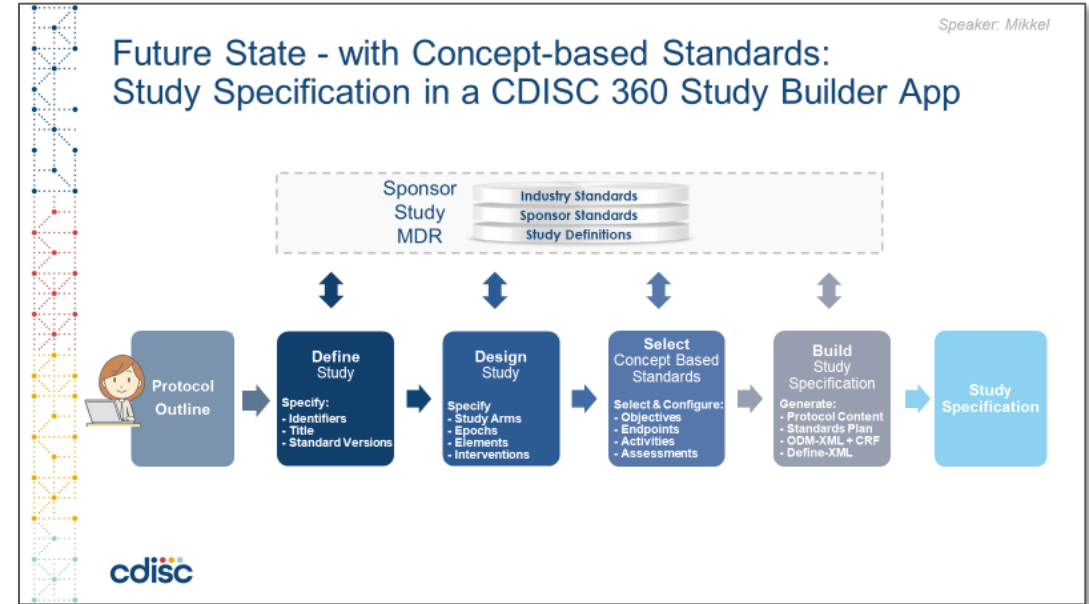 Speaker: Mikkel
Future State - with Concept-based Standards:
Study Specification in a CDISC 360 Study Builder App
Sponsor
Study
MDR
Industry Standards
Sponsor Standards
Study Definitions
Protocol
Outline
Define
Study
Specify:
- Identifiers
- Title
- Standard Versions
Design
Study
Specify
- Study Arms
- Epochs
- Elements
- Interventions
Select
Concept Based
Standards
Select & Configure:
- Objectives
- Endpoints
- Activities
- Assessments
Build
Study
Specification
Generate:
- Protocol Content
- Standards Plan
- ODM-XML + CRF
- Define-XML
Study
Specification
cdisc